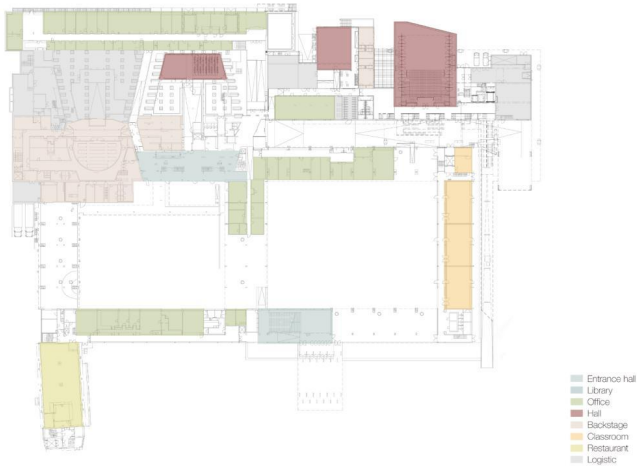 Entrance hall
Library
Office
Hall
Backstage
Classroom
Restaurant
Logistic